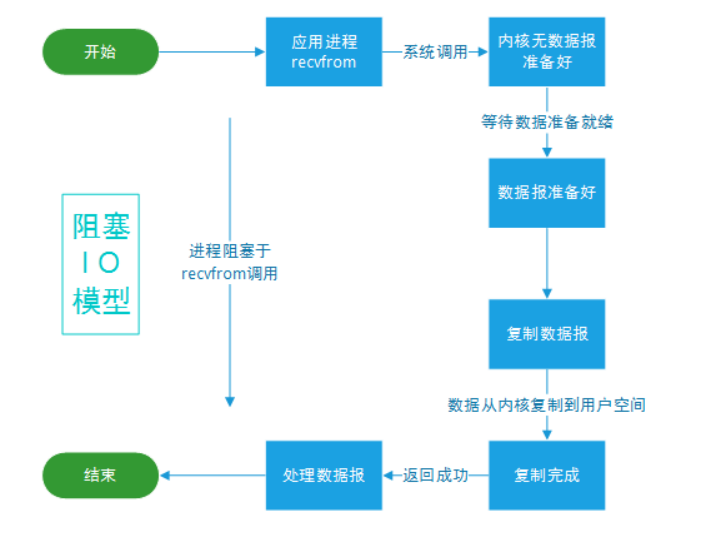 开始
应用进程
recvfrom
系统调用
内核无数据报
准备好
等待数据准备就绪
数据报准备好
阻塞
IO
模型
进程阻塞于
recvfrom调用
复制数据报
数据从内核复制到用户空间
结束
处理数据报
返回成功
复制完成